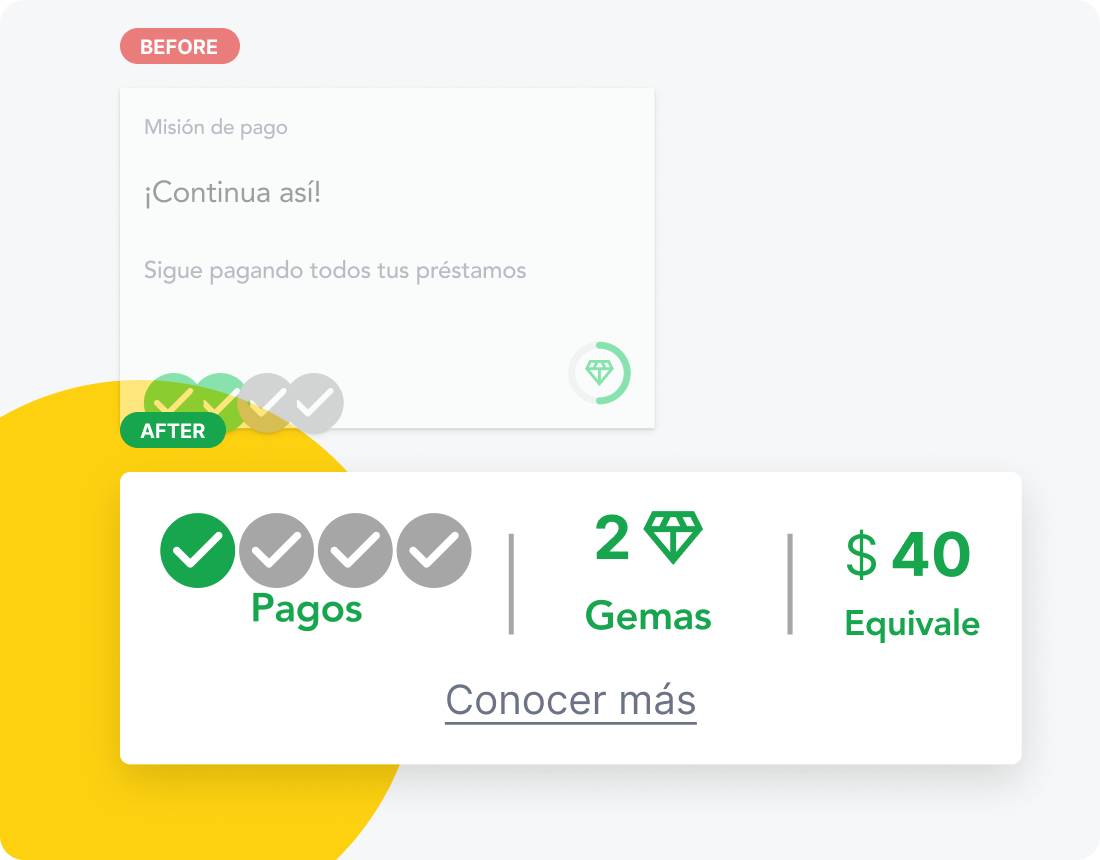 BEFORE
Misión de pago
¡Continua así!
Sigue pagando todos tus préstamos
AFTER
2
$ 40
Pagos
Gemas
Equivale
Conocer más